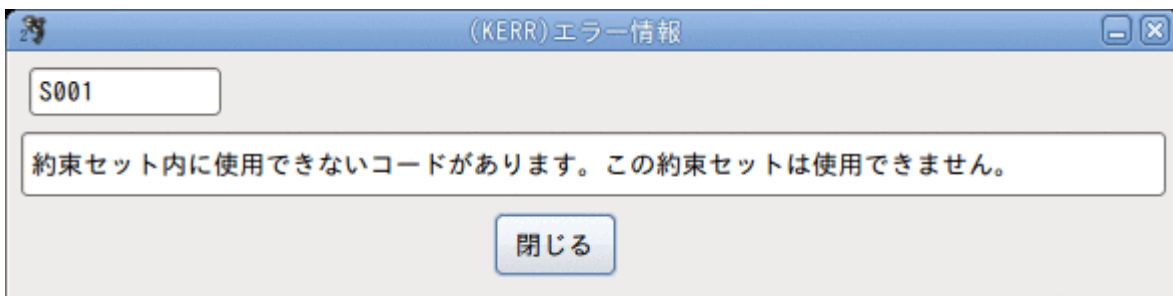 (KERR)エラー情報
S001
約束セット内に使用できないコードがあります。この約束セットは使用できません。
閉じる